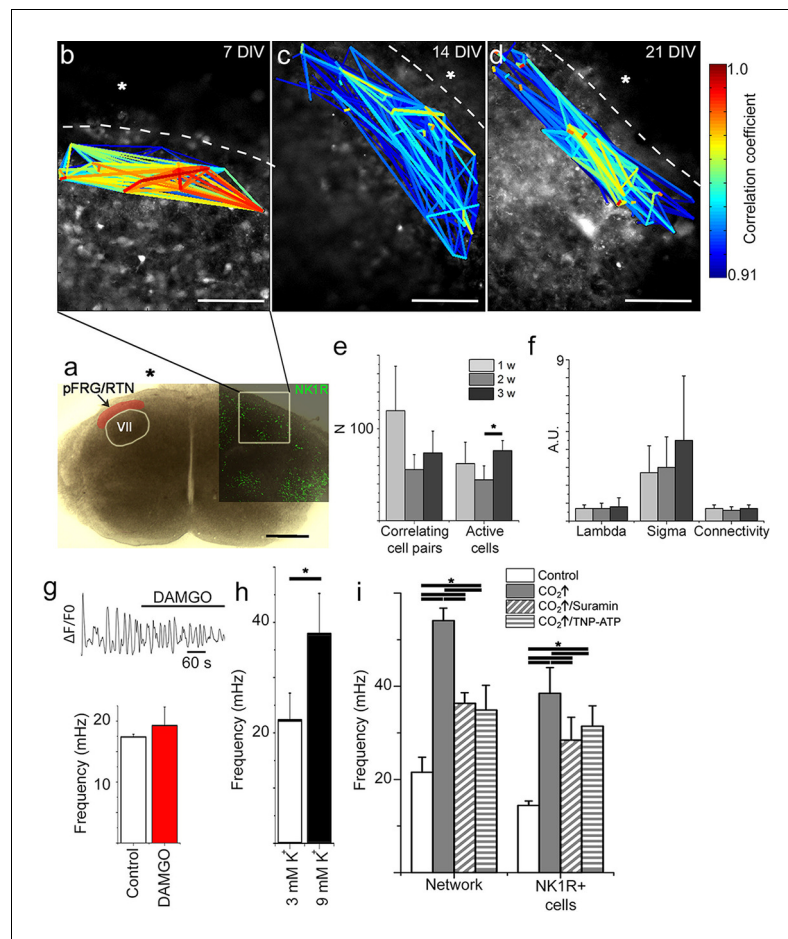 b
7 DIV
*
c
14 DIV
*
d
21 DIV
*
1.0
Correlation coefficient
0.91
a
*
pFRG/RTN
VII
NK1R
e
1 w
2 w
3 w
N
100
*
Correlating
cell pairs
Active
cells
f
9
A.U.
0
Lambda
Sigma
Connectivity
g
DAMGO
ΔF/F0
60 s
Frequency (mHz)
20
10
Control
DAMGO
h
*
Frequency (mHz)
40
20
3 mM K+
9 mM K+
i
Control
CO2↑
CO2↑/Suramin
CO2↑/TNP-ATP
*
*
Frequency (mHz)
40
20
Network
NK1R+
cells